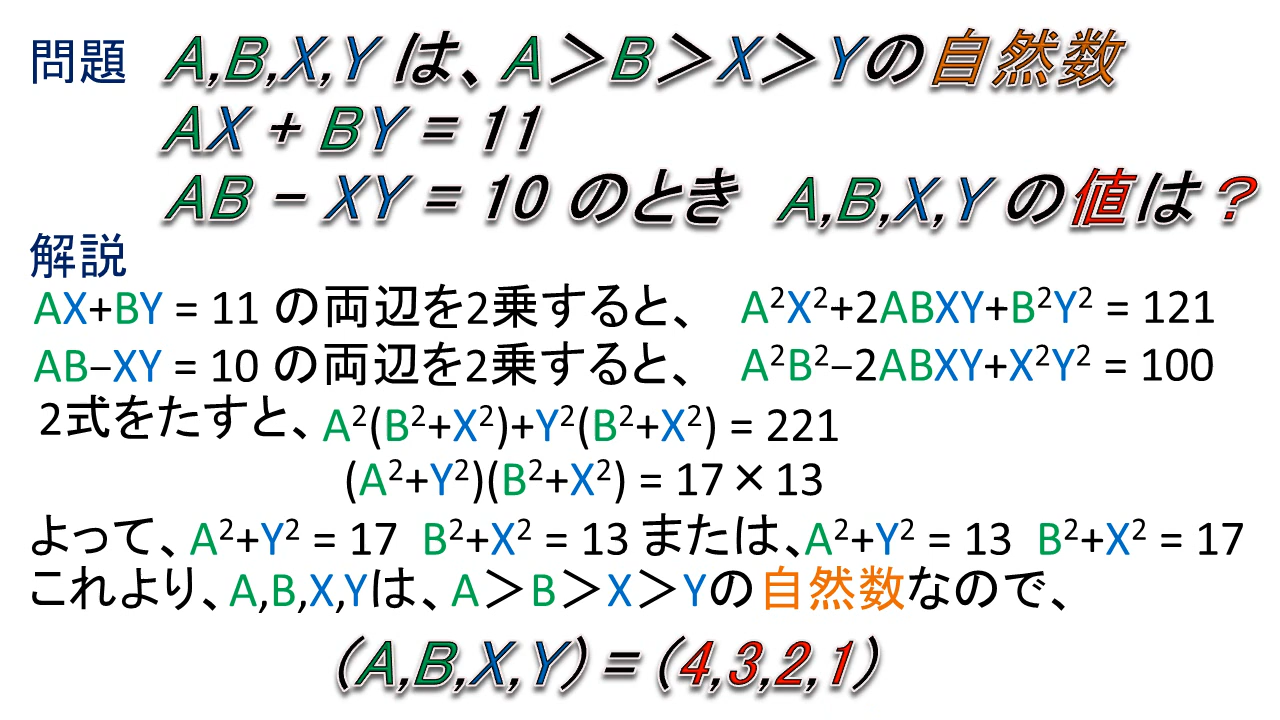 問題 A,B,X,Y は、A＞B＞X＞Yの自然数
AX + BY = 11
AB − XY = 10 のとき A,B,X,Y の値は？
解説
AX+BY = 11 の両辺を2乗すると、 A²X²+2ABXY+B²Y² = 121
AB−XY = 10 の両辺を2乗すると、 A²B²−2ABXY+X²Y² = 100
2式をたすと、A²(B²+X²)+Y²(B²+X²) = 221
(A²+Y²)(B²+X²) = 17×13
よって、A²+Y² = 17 B²+X² = 13 または、A²+Y² = 13 B²+X² = 17
これより、A,B,X,Yは、A＞B＞X＞Yの自然数なので、
(A,B,X,Y) = (4,3,2,1)